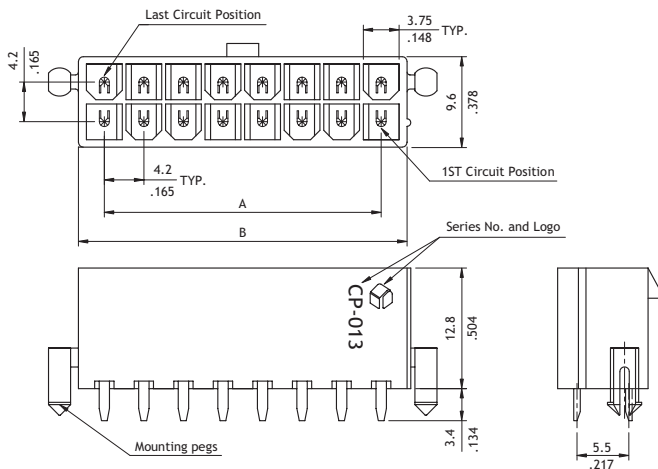 Last Circuit Position
3.75
.148
TYP.
4.2
.165
9.6
.378
4.2
.165
TYP.
1ST Circuit Position
A
B
Series No. and Logo
CP-013
12.8
.504
3.4
.134
Mounting pegs
5.5
.217